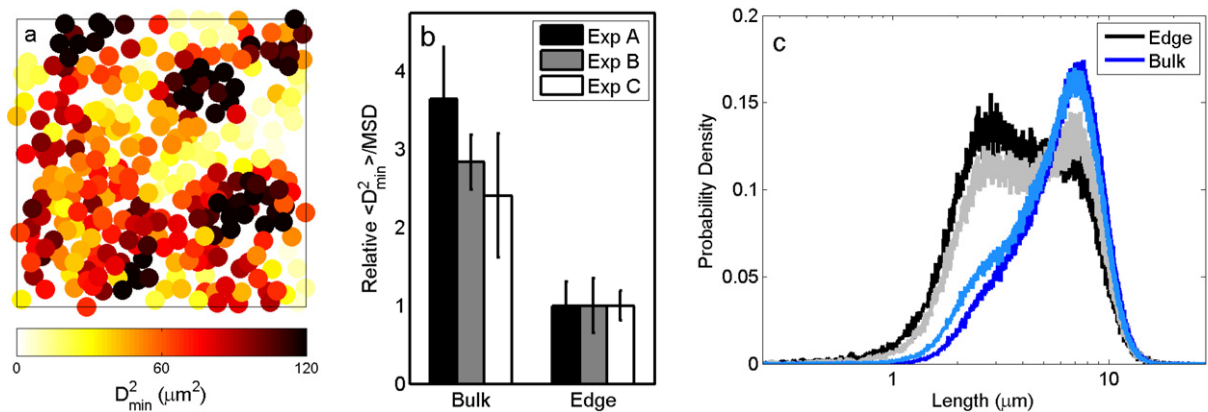 a
0
60
120
D²min (μm²)
b
Exp A
Exp B
Exp C
Relative <D²min>/MSD
4
3
2
1
0
Bulk
Edge
c
Edge
Bulk
Probability Density
0.2
0.15
0.1
0.05
0
1
10
Length (μm)